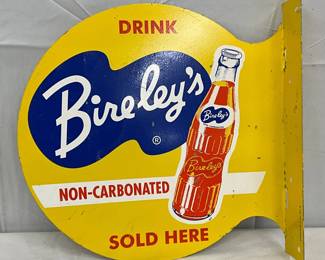 DRINK
Bireley's
®
Bireley's
Bireley's
NON-CARBONATED
SOLD HERE